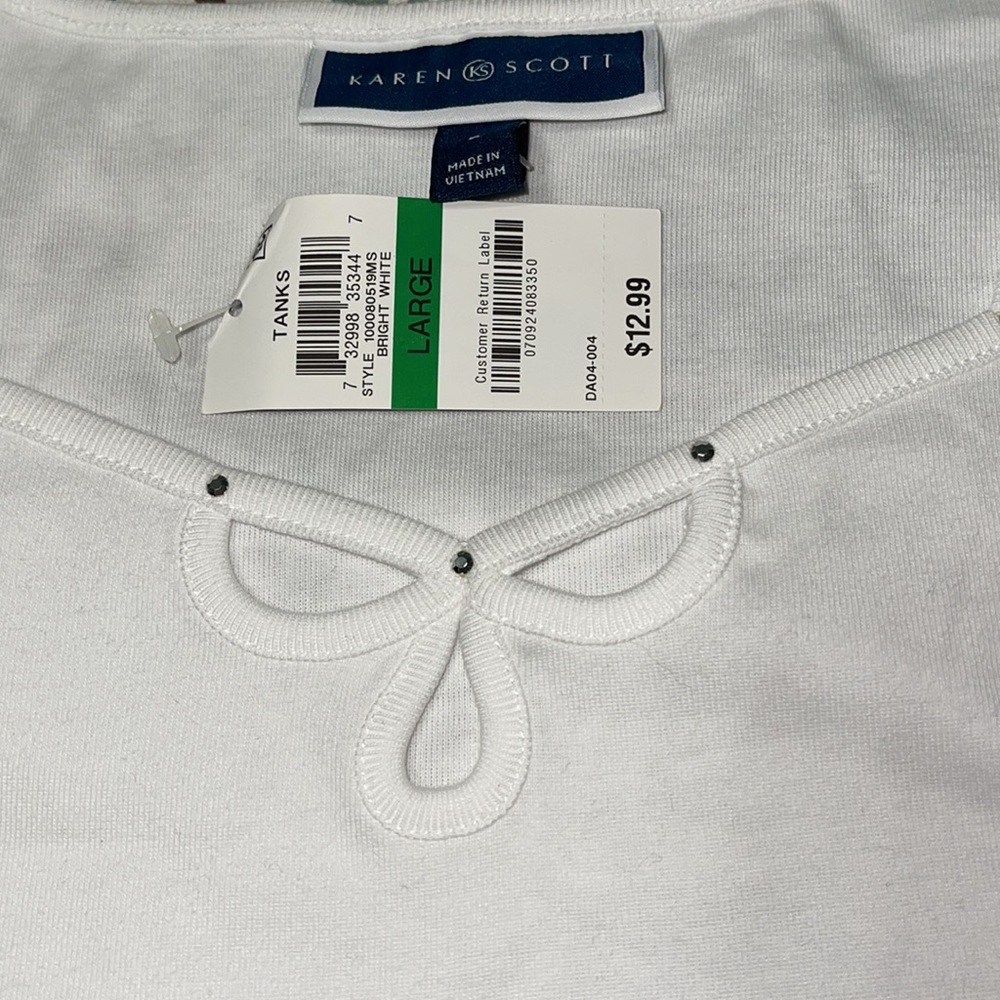 KAREN KS SCOTT
MADE IN
VIETNAM
TANKS
7 32998 35344 7
STYLE 100080519MS
BRIGHT WHITE
LARGE
Customer Return Label
0709240833350
DA04-004
$12.99